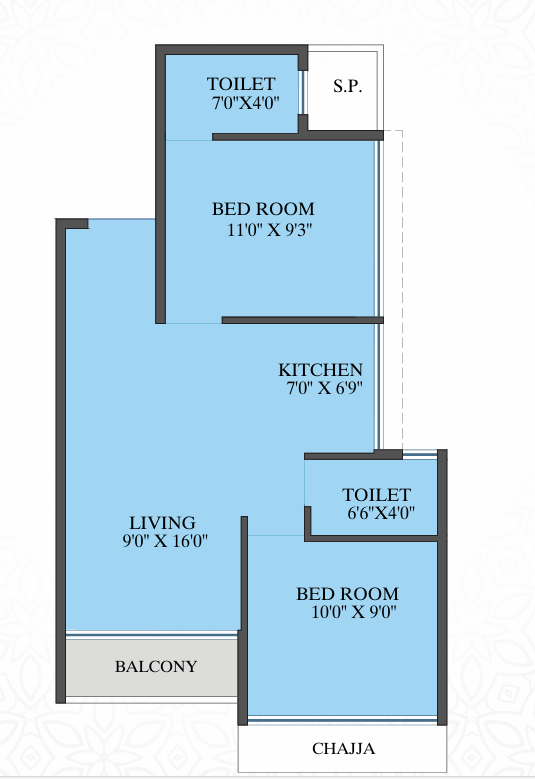 TOILET
7'0"X4'0"
S.P.
BED ROOM
11'0" X 9'3"
KITCHEN
7'0" X 6'9"
TOILET
6'6"X4'0"
LIVING
9'0" X 16'0"
BED ROOM
10'0" X 9'0"
BALCONY
CHAJJA